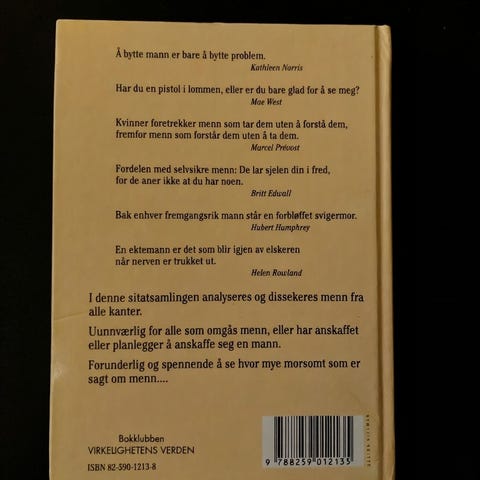 Å bytte mann er bare å bytte problem.
Kathleen Norris
Har du en pistol i lommen, eller er du bare glad for å se meg?
Mae West
Kvinner foretrekker menn som tar dem uten å forstå dem,
fremfor menn som forstår dem uten å ta dem.
Marcel Prévost
Fordelen med selvsikre menn: De lar sjelen din i fred,
for de aner ikke at du har noen.
Britt Edwall
Bak enhver fremgangsrik mann står en forbløffet svigermor.
Hubert Humphrey
En ektemann er det som blir igjen av elskeren
når nerven er trukket ut.
Helen Rowland
I denne sitatsamlingen analyseres og dissekeres menn fra
alle kanter.
Uunnværlig for alle som omgås menn, eller har anskaffet
eller planlegger å anskaffe seg en mann.
Forunderlig og spennende å se hvor mye morsomt som er
sagt om menn....
Bokklubben
VIRKELIGHETENS VERDEN
ISBN 82-590-1213-8
9 788259 012135